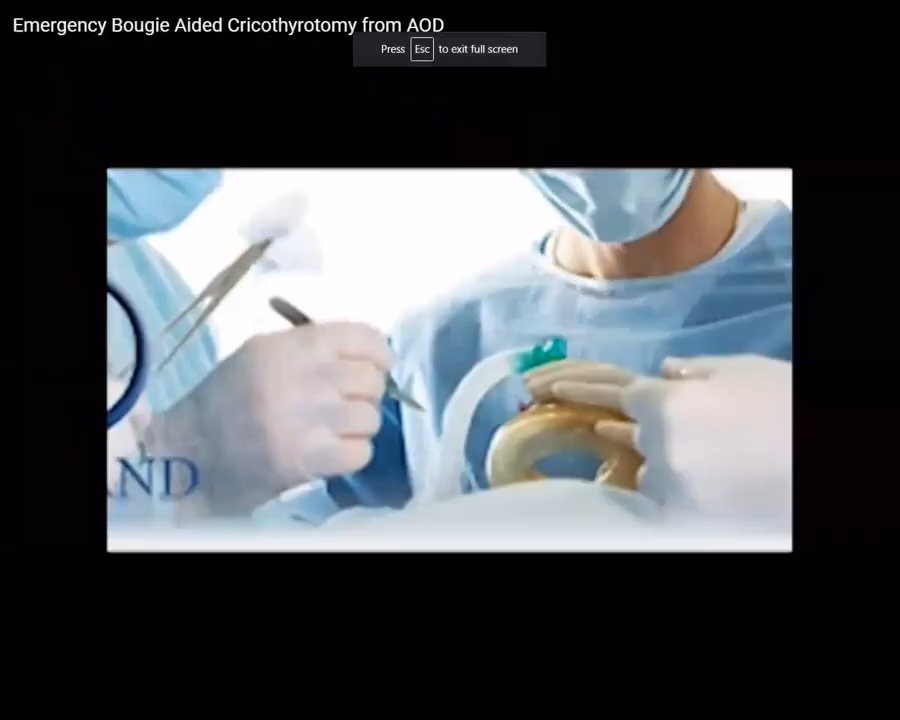 Emergency Bougie Aided Cricothyrotomy from AOD
Press Esc to exit full screen
ND